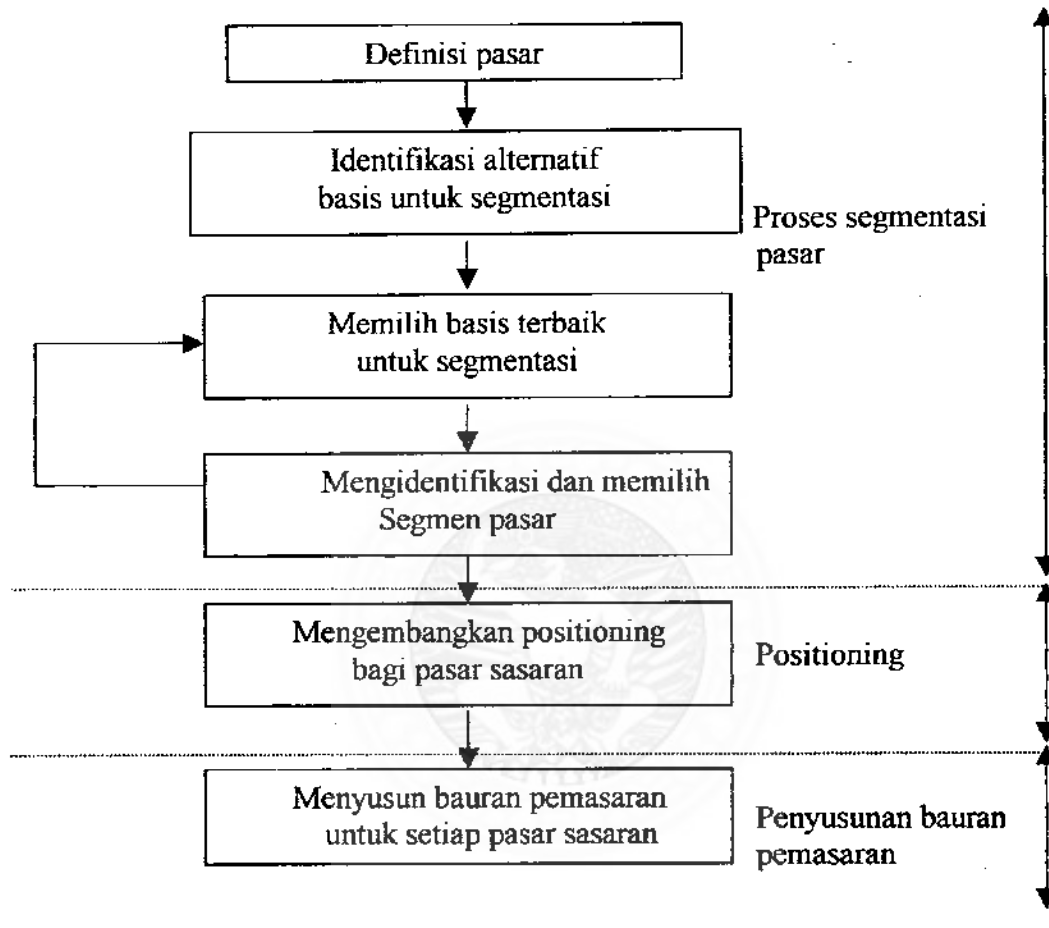 Definisi pasar
Identifikasi alternatif
basis untuk segmentasi
Proses segmentasi
pasar
Memilih basis terbaik
untuk segmentasi
Mengidentifikasi dan memilih
Segmen pasar
Mengembangkan positioning
bagi pasar sasaran
Positioning
Menyusun bauran pemasaran
untuk setiap pasar sasaran
Penyusunan bauran
pemasaran